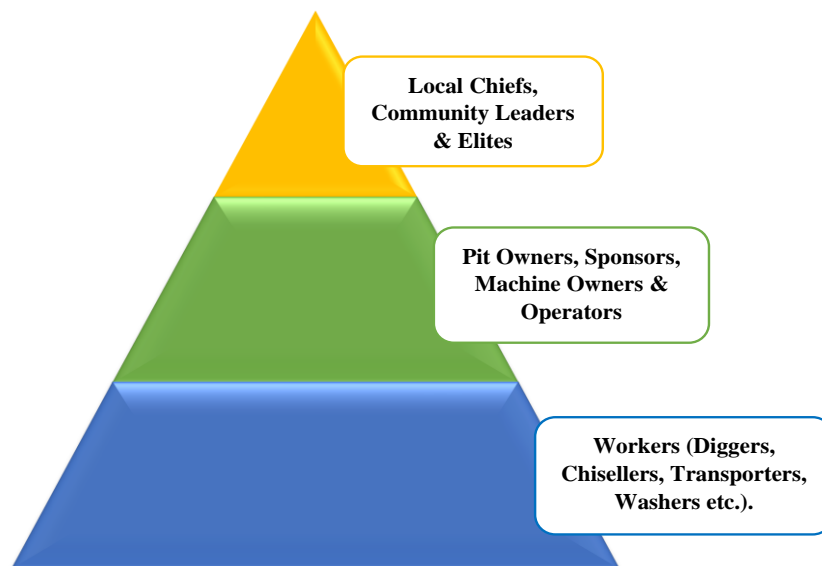 Local Chiefs,
Community Leaders
& Elites
Pit Owners, Sponsors,
Machine Owners &
Operators
Workers (Diggers,
Chisellers, Transporters,
Washers etc.).